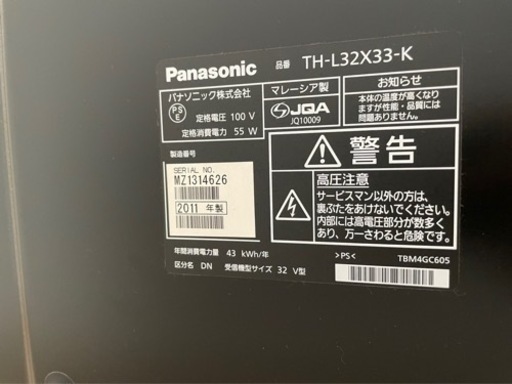 Panasonic 品番 TH-L32X33-K
パナソニック株式会社
PS
E
定格電圧 100 V
定格消費電力 55 W
マレーシア製
JQA
JQ10009
お知らせ
本体の温度が高くなり
ますが性能・品質には
問題ありません。
製造番号
SERIAL NO.
MZ1314626
2011 年製
警告
高圧注意
サービスマン以外の方は、
裏ぶたをあけないでください。
内部には高電圧部分が数多く
あり、万一さわると危険です。
年間消費電力量 43 kWh/年
区分名 DN 受信機型サイズ 32 V型
>PS<
TBM4GC605